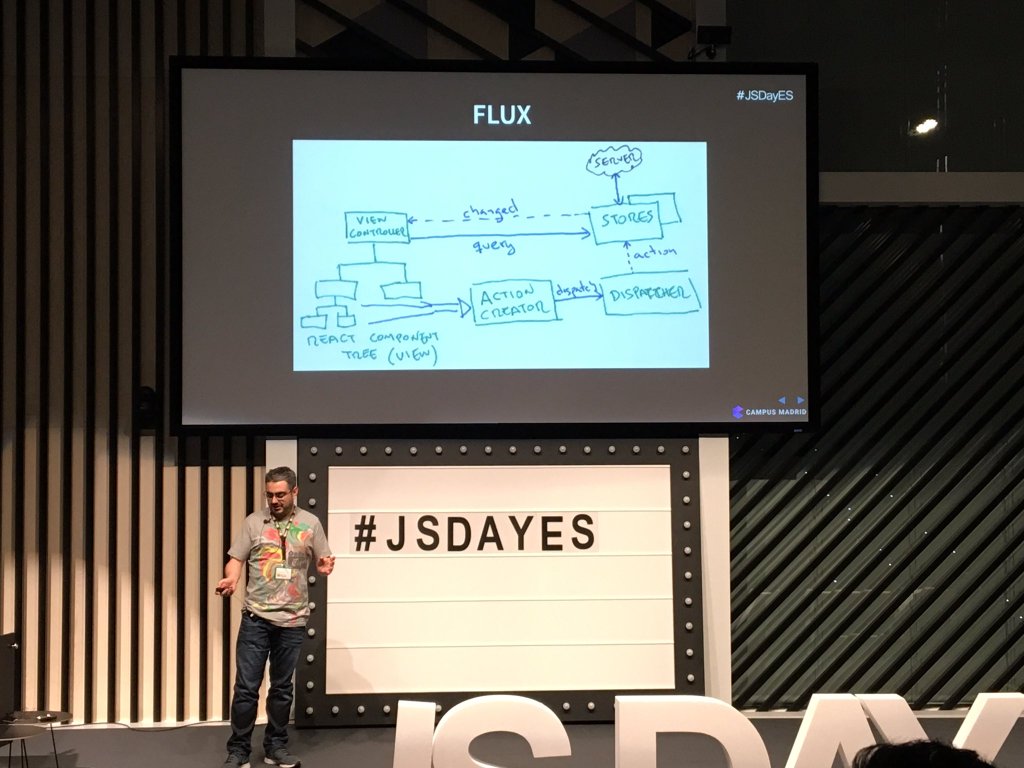 #JSDayES
FLUX
SERVER
changed
VIEW
CONTROLLER
STORES
query
action
ACTION
CREATOR
dispatch
DISPATCHER
REACT COMPONENT
TREE (VIEW)
CAMPUS MADRID
#JSDAYES
JSDAY